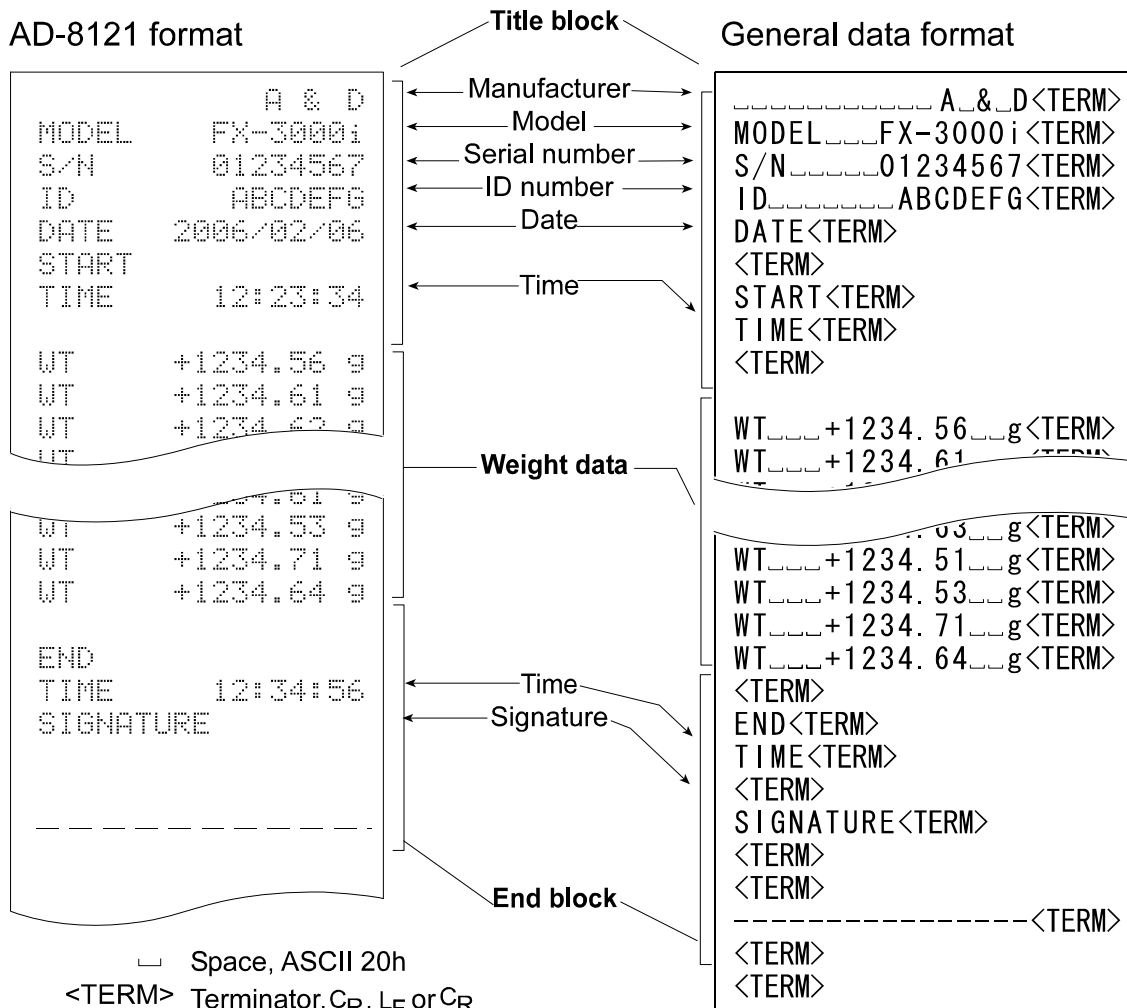 Title block
AD-8121 format
General data format
A & D
MODEL FX-3000i
S/N 01234567
ID ABCDEFG
DATE 2006/02/06
START
TIME 12:23:34
WT +1234.56 g
WT +1234.61 g
WT
WT
+1234.53 g
WT +1234.71 g
WT +1234.64 g
END
TIME 12:34:56
SIGNATURE
Manufacturer
Model
Serial number
ID number
Date
Time
Weight data
Time
Signature
End block
␣␣␣␣␣␣␣␣␣␣␣A␣&␣D<TERM>
MODEL␣␣␣FX-3000i<TERM>
S/N␣␣␣␣␣01234567<TERM>
ID␣␣␣␣␣␣␣ABCDEFG<TERM>
DATE<TERM>
<TERM>
START<TERM>
TIME<TERM>
<TERM>
WT␣␣␣+1234.56␣␣g<TERM>
WT␣␣␣+1234.61
␣␣g<TERM>
WT␣␣␣+1234.51␣␣g<TERM>
WT␣␣␣+1234.53␣␣g<TERM>
WT␣␣␣+1234.71␣␣g<TERM>
WT␣␣␣+1234.64␣␣g<TERM>
<TERM>
END<TERM>
TIME<TERM>
<TERM>
SIGNATURE<TERM>
<TERM>
<TERM>
----------------<TERM>
<TERM>
<TERM>
␣ Space, ASCII 20h
<TERM> Terminator, CR, LF or CR